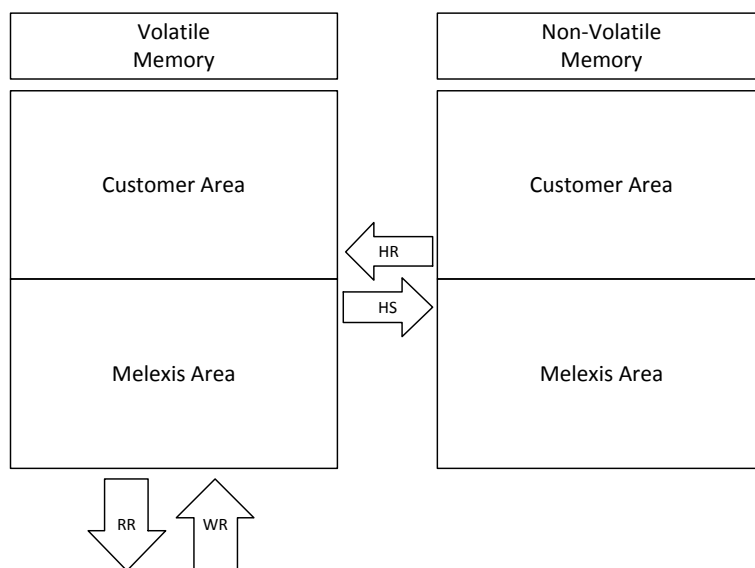 Volatile
Memory
Non-Volatile
Memory
Customer Area
Customer Area
HR
HS
Melexis Area
Melexis Area
RR
WR